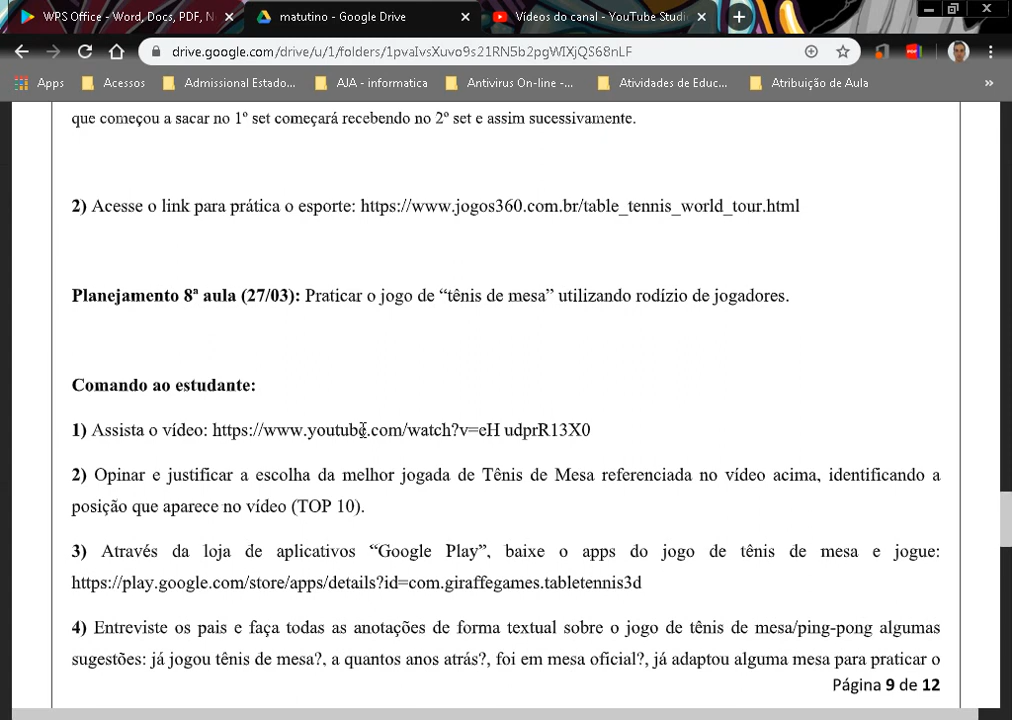 WPS Office - Word, Docs, PDF, N
matutino - Google Drive
Vídeos do canal - YouTube Studi
drive.google.com/drive/u/1/folders/1pvaIvsXuvo9s21RN5b2pgWIXjQS68nLF
Apps
Acessos
Admissional Estado...
AJA - informatica
Antivirus On-line -...
Atividades de Educ...
Atribuição de Aula
»
que começou a sacar no 1º set começará recebendo no 2º set e assim sucessivamente.
2) Acesse o link para prática o esporte: https://www.jogos360.com.br/table_tennis_world_tour.html
Planejamento 8ª aula (27/03): Praticar o jogo de “tênis de mesa” utilizando rodízio de jogadores.
Comando ao estudante:
1) Assista o vídeo: https://www.youtube.com/watch?v=eH udprR13X0
2) Opinar e justificar a escolha da melhor jogada de Tênis de Mesa referenciada no vídeo acima, identificando a
posição que aparece no vídeo (TOP 10).
3) Através da loja de aplicativos “Google Play”, baixe o apps do jogo de tênis de mesa e jogue:
https://play.google.com/store/apps/details?id=com.giraffegames.tabletennis3d
4) Entreviste os pais e faça todas as anotações de forma textual sobre o jogo de tênis de mesa/ping-pong algumas
sugestões: já jogou tênis de mesa?, a quantos anos atrás?, foi em mesa oficial?, já adaptou alguma mesa para praticar o
Página 9 de 12